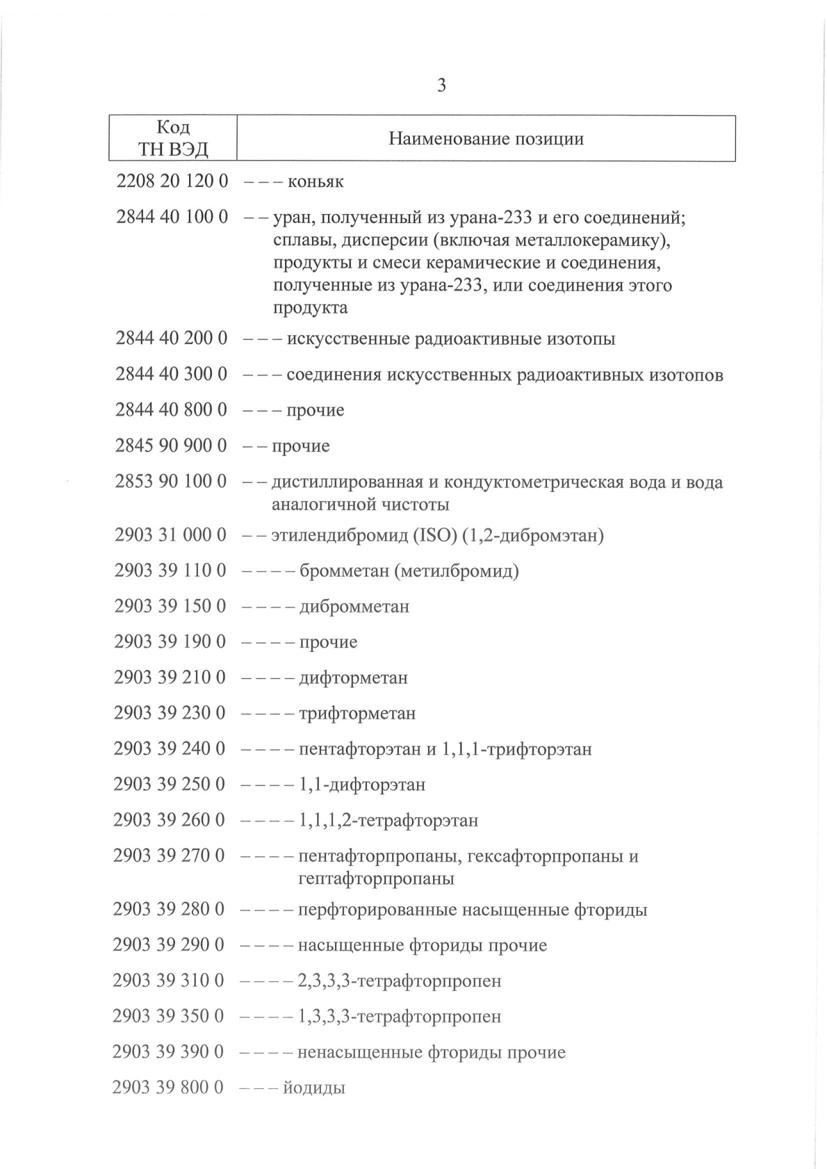 3
Код
ТН ВЭД
Наименование позиции
2208 20 120 0 – – – коньяк
2844 40 100 0 – – уран, полученный из урана-233 и его соединений;
сплавы, дисперсии (включая металлокерамику),
продукты и смеси керамические и соединения,
полученные из урана-233, или соединения этого
продукта
2844 40 200 0 – – – искусственные радиоактивные изотопы
2844 40 300 0 – – – соединения искусственных радиоактивных изотопов
2844 40 800 0 – – – прочие
2845 90 900 0 – – прочие
2853 90 100 0 – – дистиллированная и кондуктометрическая вода и вода
аналогичной чистоты
2903 31 000 0 – – этилендибромид (ISO) (1,2-дибромэтан)
2903 39 110 0 – – – – бромметан (метилбромид)
2903 39 150 0 – – – – дибромметан
2903 39 190 0 – – – – прочие
2903 39 210 0 – – – – дифторметан
2903 39 230 0 – – – – трифторметан
2903 39 240 0 – – – – пентафторэтан и 1,1,1-трифторэтан
2903 39 250 0 – – – – 1,1-дифторэтан
2903 39 260 0 – – – – 1,1,1,2-тетрафторэтан
2903 39 270 0 – – – – пентафторпропаны, гексафторпропаны и
гептафторпропаны
2903 39 280 0 – – – – перфторированные насыщенные фториды
2903 39 290 0 – – – – насыщенные фториды прочие
2903 39 310 0 – – – – 2,3,3,3-тетрафторпропен
2903 39 350 0 – – – – 1,3,3,3-тетрафторпропен
2903 39 390 0 – – – – ненасыщенные фториды прочие
2903 39 800 0 – – – йодиды